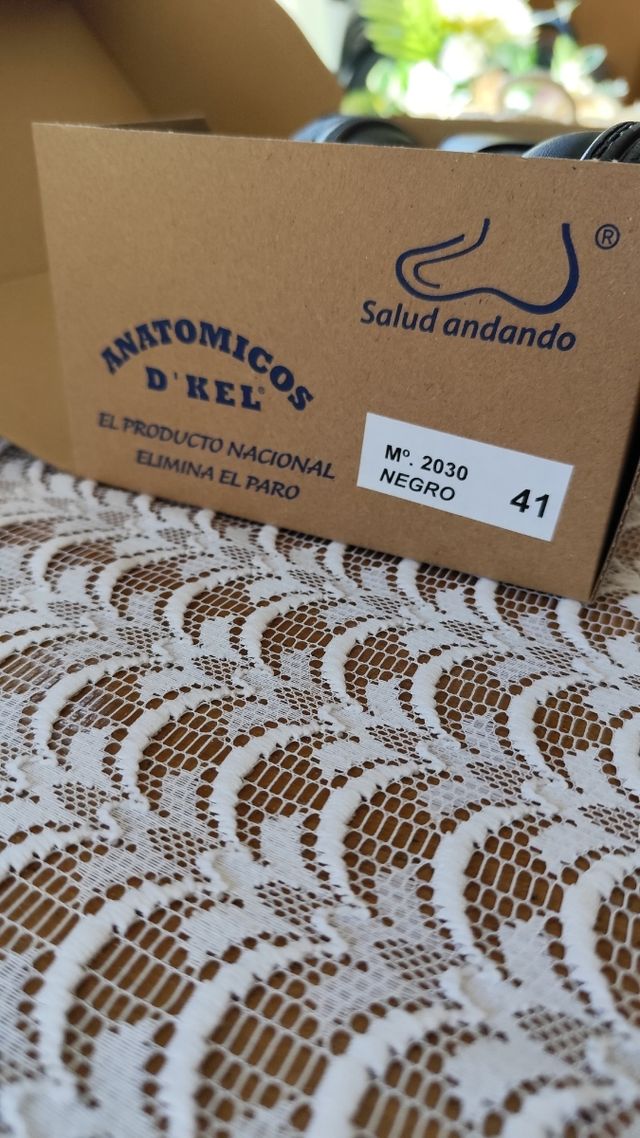 ®
Salud andando
ANATOMICOS
D'KEL®
EL PRODUCTO NACIONAL
ELIMINA EL PARO
Mº. 2030
NEGRO
41